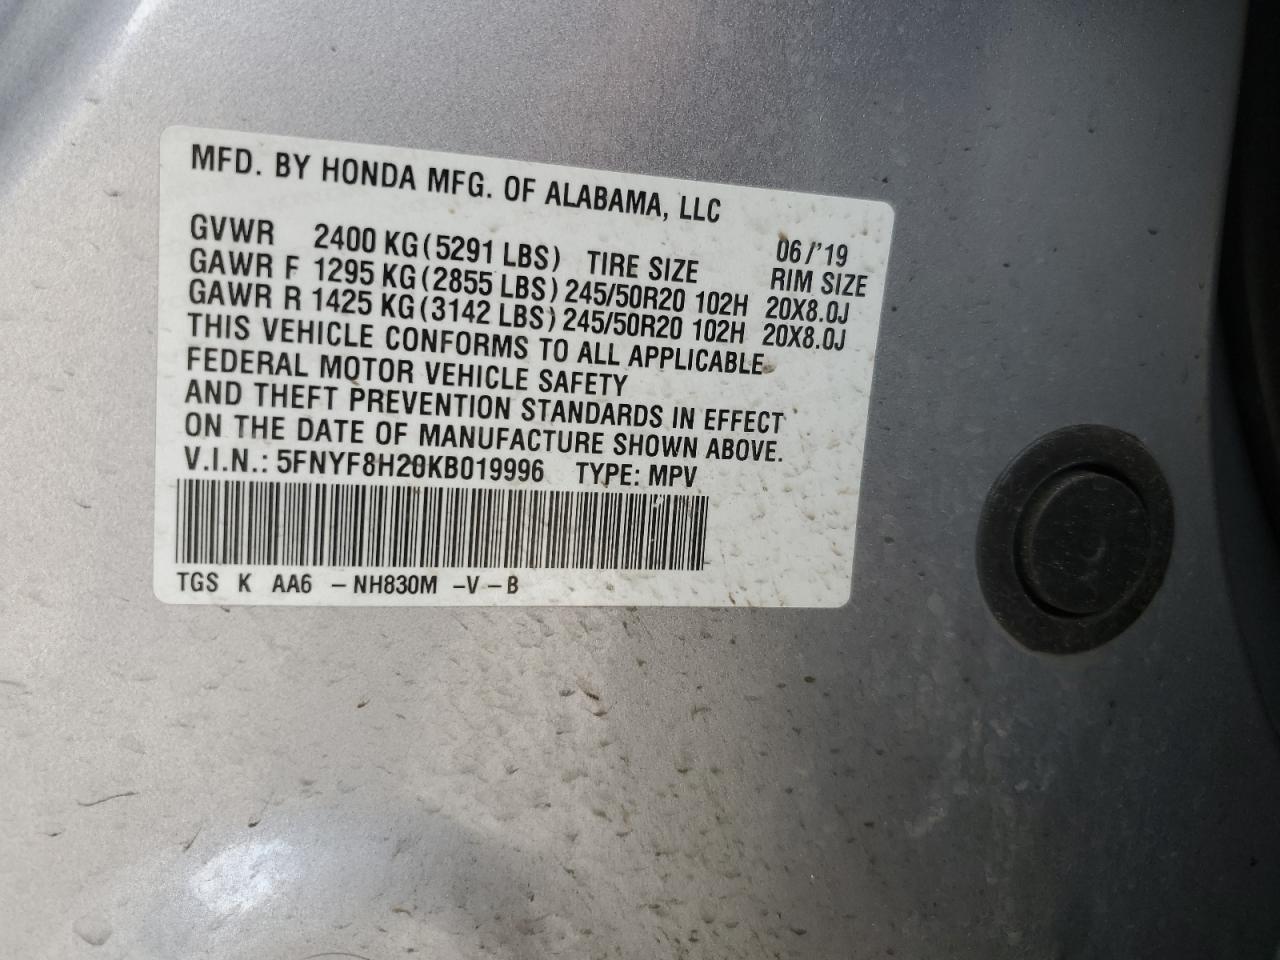 MFD. BY HONDA MFG. OF ALABAMA, LLC
06/'19
GVWR 2400 KG(5291 LBS) TIRE SIZE RIM SIZE
GAWR F 1295 KG(2855 LBS)245/50R20 102H 20X8.0J
GAWR R 1425 KG(3142 LBS)245/50R20 102H 20X8.0J
THIS VEHICLE CONFORMS TO ALL APPLICABLE
FEDERAL MOTOR VEHICLE SAFETY
AND THEFT PREVENTION STANDARDS IN EFFECT
ON THE DATE OF MANUFACTURE SHOWN ABOVE.
V.I.N.: 5FNYF8H20KB019996 TYPE: MPV
TGS K AA6 -NH830M -V-B